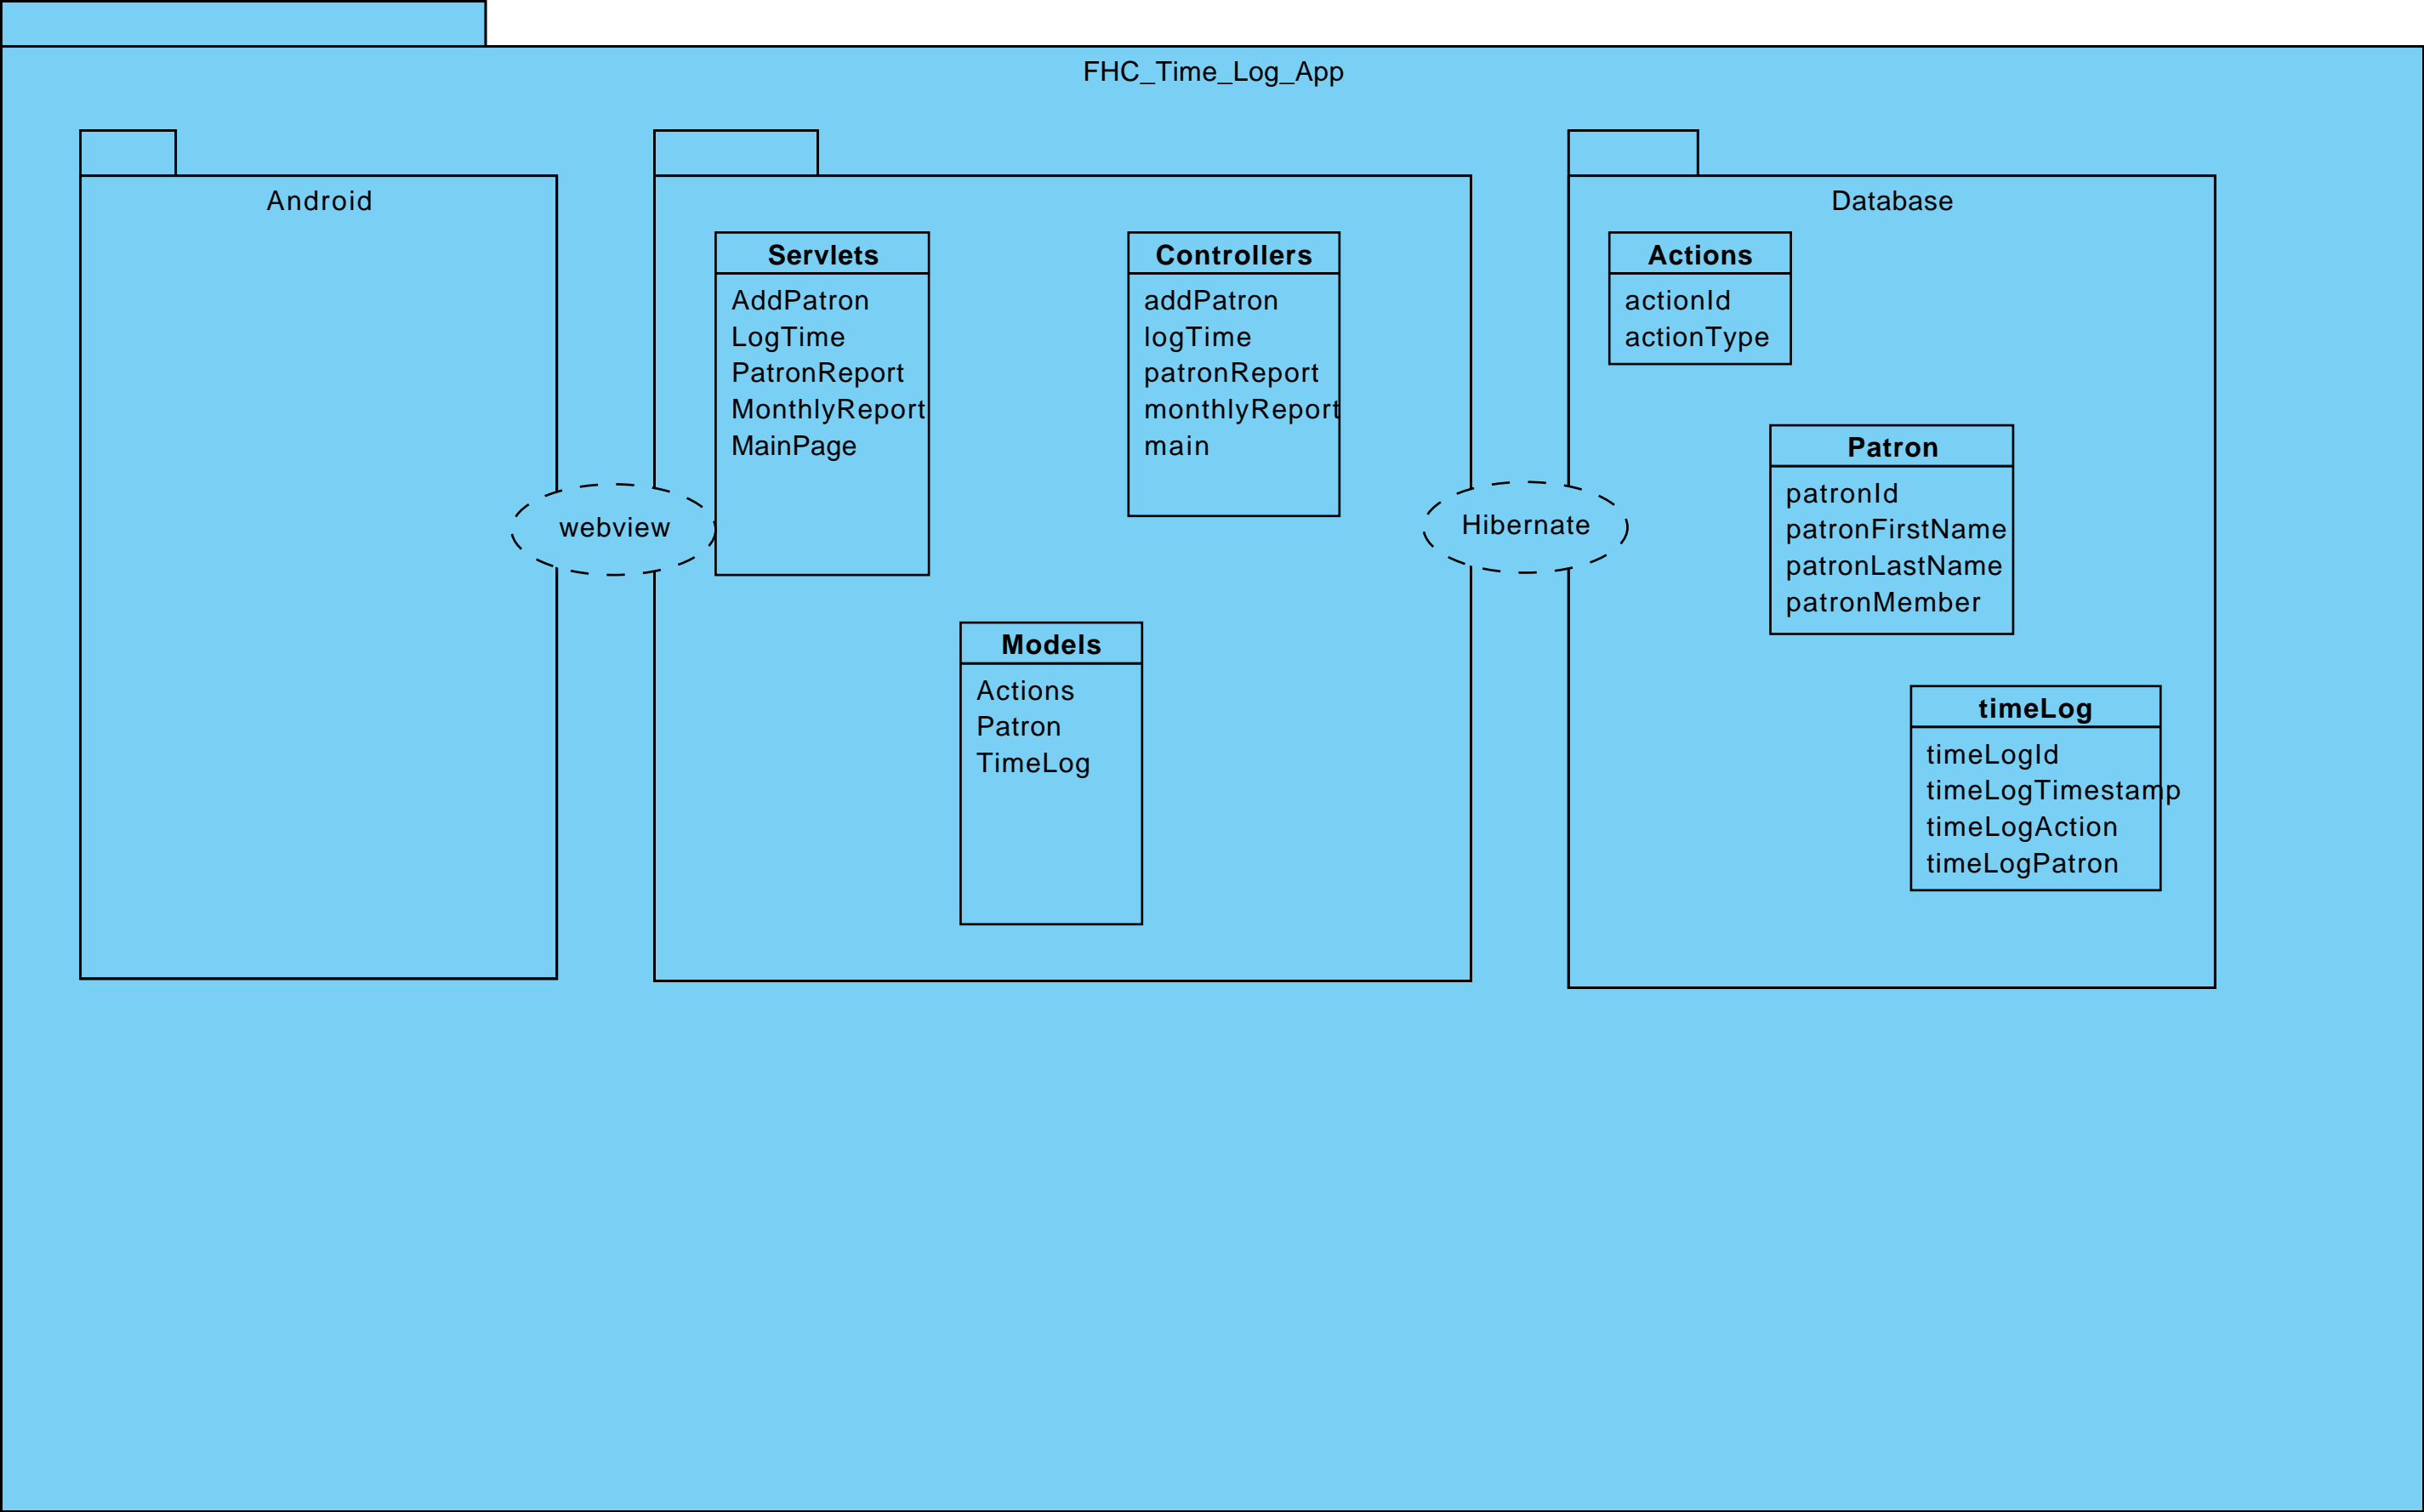 FHC_Time_Log_App
Android
webview
Servlets
AddPatron
LogTime
PatronReport
MonthlyReport
MainPage
Controllers
addPatron
logTime
patronReport
monthlyReport
main
Models
Actions
Patron
TimeLog
Hibernate
Database
Actions
actionId
actionType
Patron
patronId
patronFirstName
patronLastName
patronMember
timeLog
timeLogId
timeLogTimestamp
timeLogAction
timeLogPatron